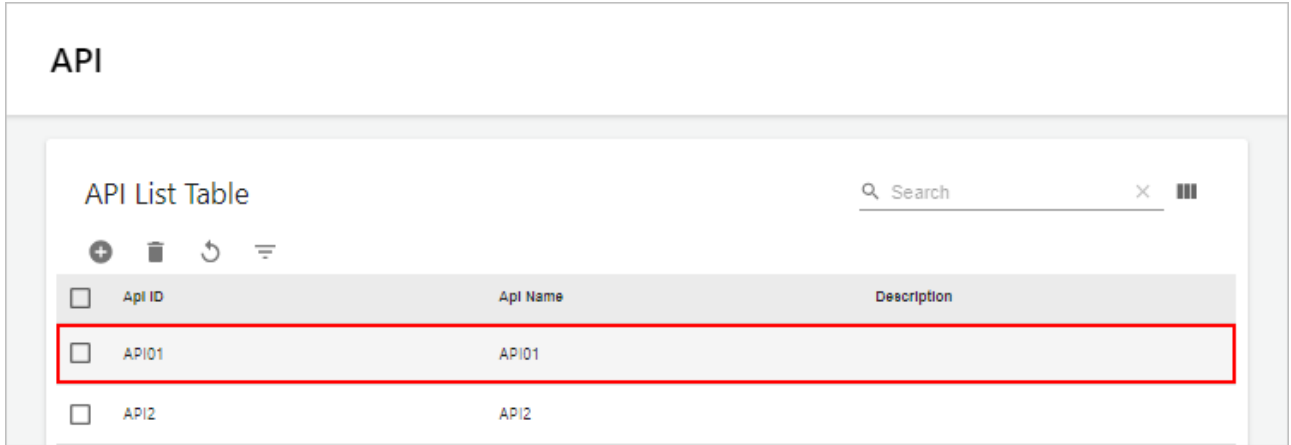 API
API List Table
Search
Api ID Api Name Description
API01 API01
API2 API2